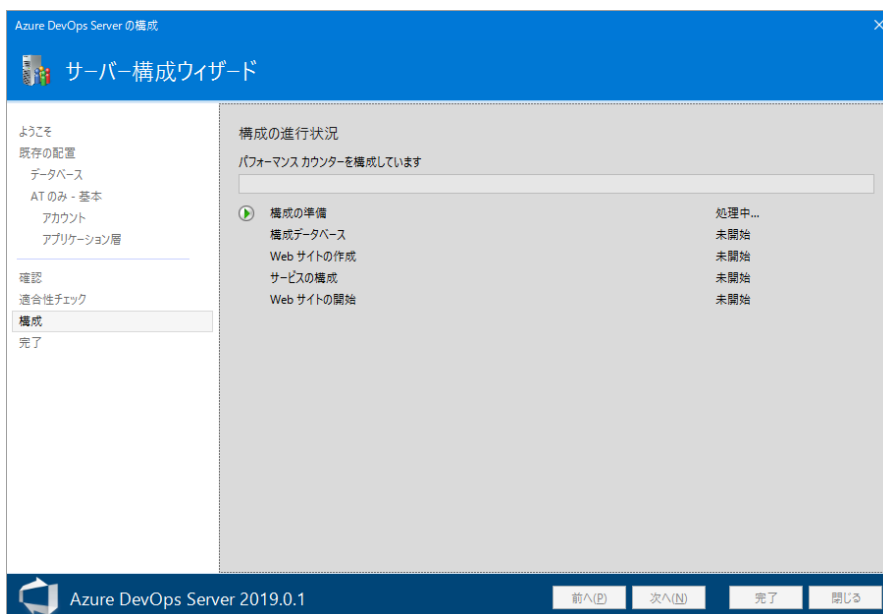 Azure DevOps Server の構成
サーバー構成ウィザード
ようこそ
既存の配置
データベース
AT のみ - 基本
アカウント
アプリケーション層
確認
適合性チェック
構成
完了
構成の進行状況
パフォーマンス カウンターを構成しています
構成の準備 処理中...
構成データベース 未開始
Web サイトの作成 未開始
サービスの構成 未開始
Web サイトの開始 未開始
Azure DevOps Server 2019.0.1
前へ(P) 次へ(N) 完了 閉じる